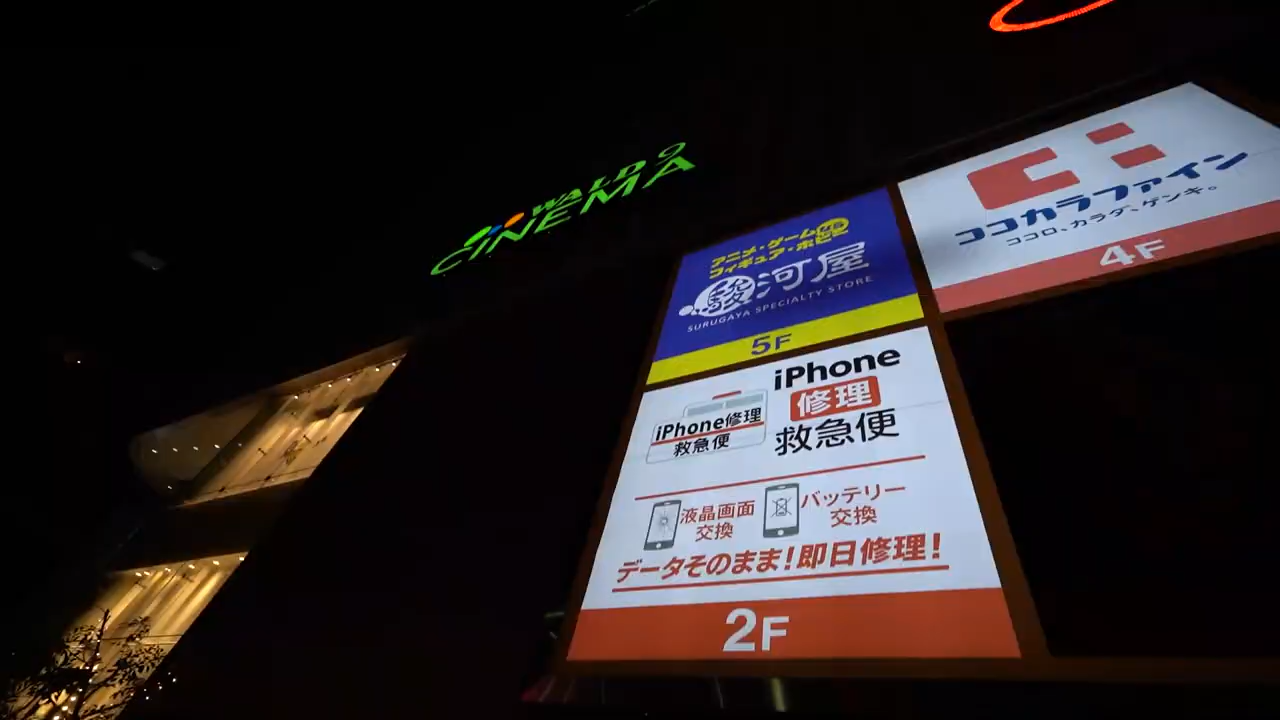 WALD 9
CINEMA
アニメ・ゲーム
フィギュア・ホビー
駿河屋
SURUGAYA SPECIALTY STORE
5F
ココカラファイン
ココロ、カラダ、ゲンキ。
4F
iPhone
修理
救急便
iPhone修理
救急便
液晶画面
交換
バッテリー
交換
データそのまま!即日修理!
2F